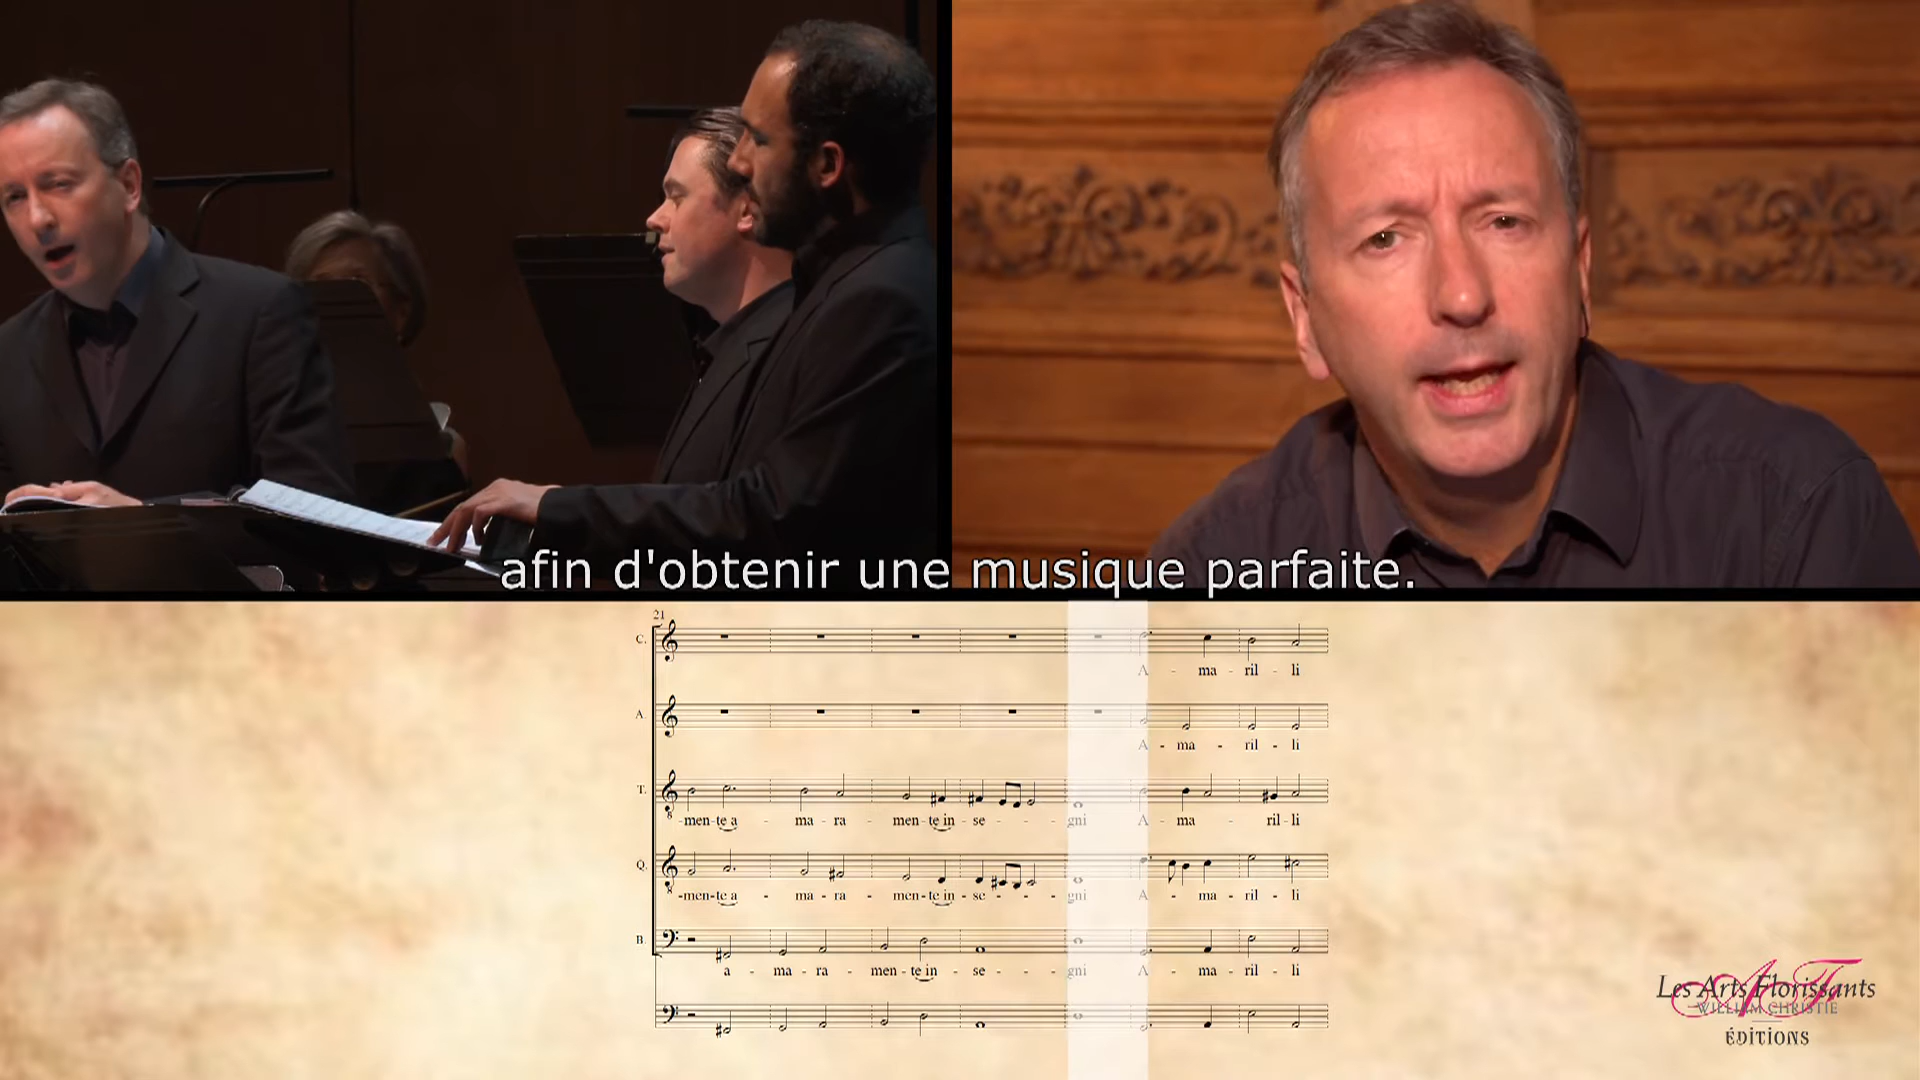 afin d'obtenir une musique parfaite.
21
C.
A - ma - ril - li
A.
A - ma - ril - li
T.
-men-te a - ma - ra - men-te in - se - - - gni A - ma - ril-li
Q.
-men-te a - ma - ra - men-te in - se - - - gni A - ma - ril - li
B.
a - ma - ra - men-te in - se - - - gni A - ma - ril - li
Les Arts Florissants
WILLIAM CHRISTIE
ÉDITIONS